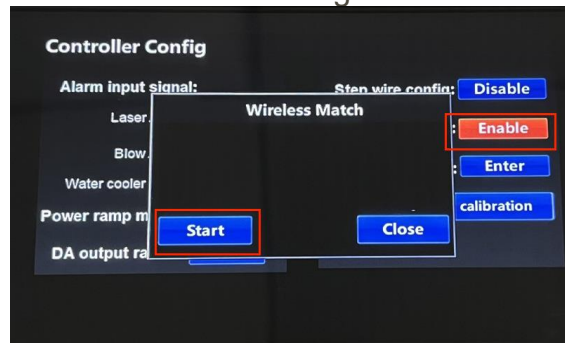 Controller Config
Alarm input signal:
Step wire config: Disable
Laser
Wireless Match
: Enable
Blow
: Enter
Water cooler
calibration
Power ramp m
Start
Close
DA output ra